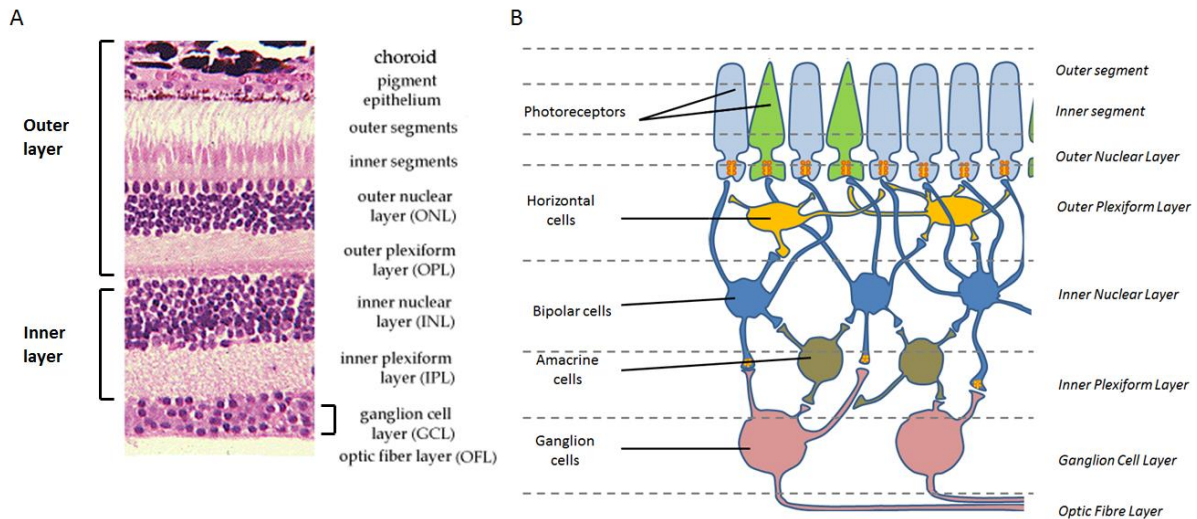 A
Outer
layer
Inner
layer
choroid
pigment
epithelium
outer segments
inner segments
outer nuclear
layer (ONL)
outer plexiform
layer (OPL)
inner nuclear
layer (INL)
inner plexiform
layer (IPL)
ganglion cell
layer (GCL)
optic fiber layer (OFL)
B
Photoreceptors
Horizontal
cells
Bipolar cells
Amacrine
cells
Ganglion
cells
Outer segment
Inner segment
Outer Nuclear Layer
Outer Plexiform Layer
Inner Nuclear Layer
Inner Plexiform Layer
Ganglion Cell Layer
Optic Fibre Layer